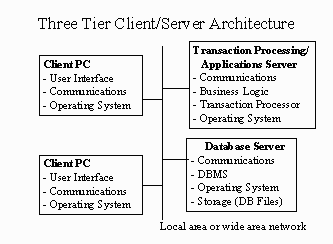 Three Tier Client/Server Architecture
Client PC
- User Interface
- Communications
- Operating System
Transaction Processing/
Applications Server
- Communications
- Business Logic
- Transaction Processor
- Operating System
Client PC
- User Interface
- Communications
- Operating System
Database Server
- Communications
- DBMS
- Operating System
- Storage (DB Files)
Local area or wide area network